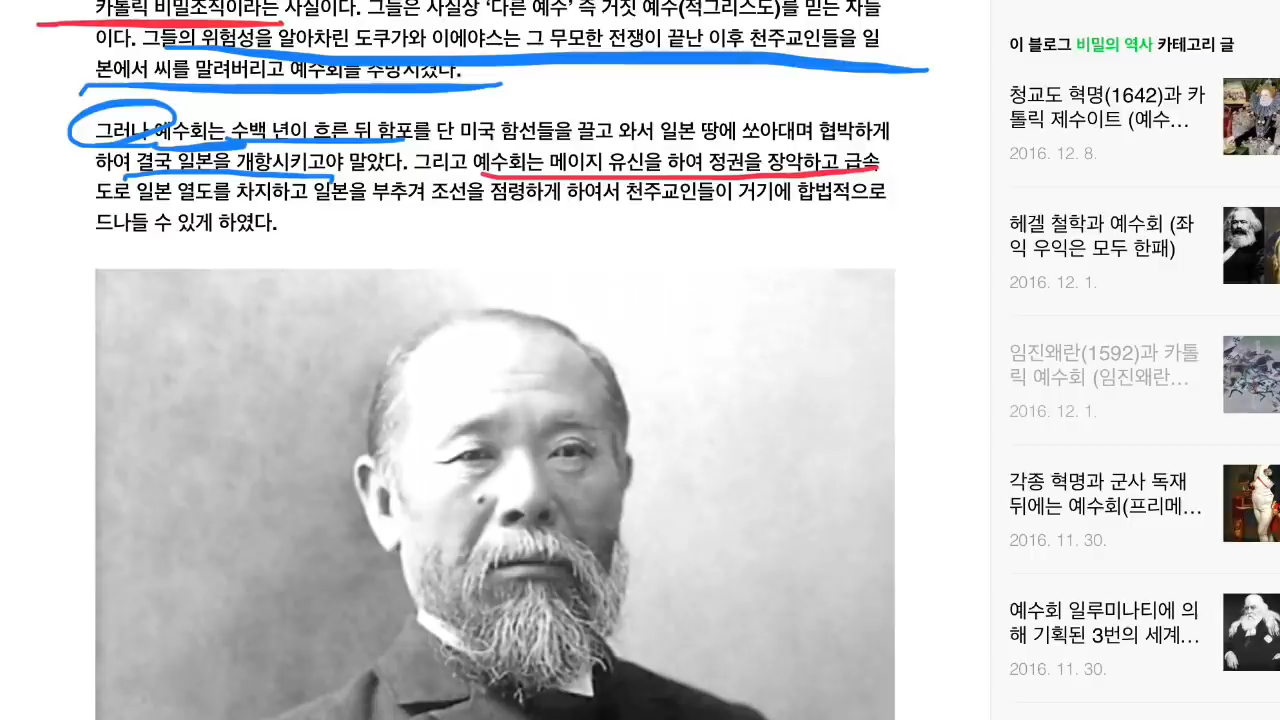 카톨릭 비밀조직이라는 사실이다. 그들은 사실상 ‘다른 예수’ 즉 거짓 예수(적그리스도)를 믿는 자들
이다. 그들의 위험성을 알아차린 도쿠가와 이에야스는 그 무모한 전쟁이 끝난 이후 천주교인들을 일
본에서 씨를 말려버리고 예수회를 추방시켰다.
그러나 예수회는 수백 년이 흐른 뒤 함포를 단 미국 함선들을 끌고 와서 일본 땅에 쏘아대며 협박하게
하여 결국 일본을 개항시키고야 말았다. 그리고 예수회는 메이지 유신을 하여 정권을 장악하고 급속
도로 일본 열도를 차지하고 일본을 부추겨 조선을 점령하게 하여서 천주교인들이 거기에 합법적으로
드나들 수 있게 하였다.
이 블로그 비밀의 역사 카테고리 글
청교도 혁명(1642)과 카
톨릭 제수이트 (예수...
2016. 12. 8.
헤겔 철학과 예수회 (좌
익 우익은 모두 한패)
2016. 12. 1.
임진왜란(1592)과 카톨
릭 예수회 (임진왜란...
2016. 12. 1.
각종 혁명과 군사 독재
뒤에는 예수회(프리메...
2016. 11. 30.
예수회 일루미나티에 의
해 기획된 3번의 세계...
2016. 11. 30.